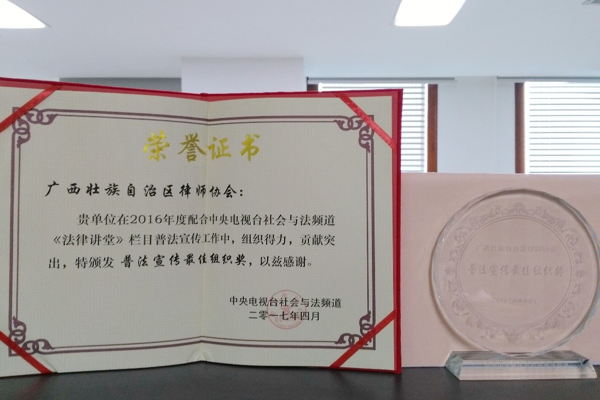 荣誉证书
广西壮族自治区律师协会：
贵单位在2016年度配合中央电视台社会与法频道
《法律讲堂》栏目普法宣传工作中，组织得力，贡献突
出，特颁发 普法宣传最佳组织奖，以兹感谢。
中央电视台社会与法频道
二零一七年四月
普法宣传最佳组织奖